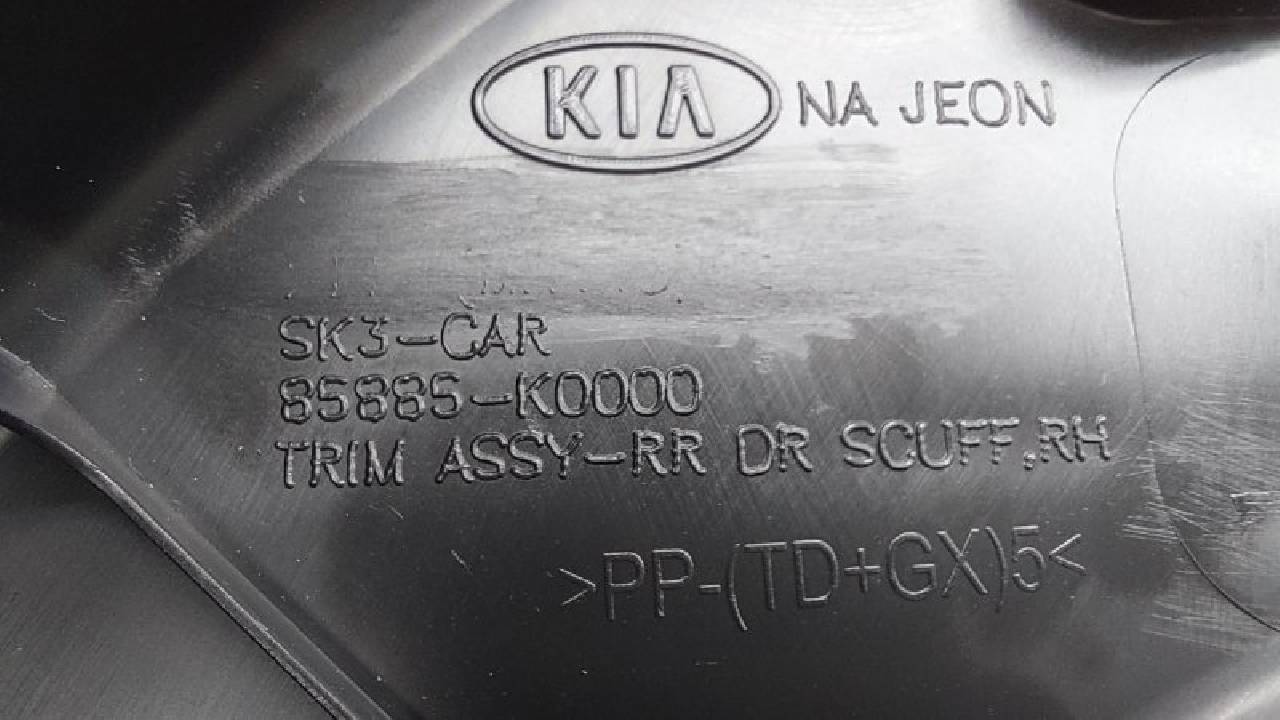 KIA NA JEON
SK3-CAR
85885-K0000
TRIM ASSY-RR DR SCUFF,RH
>PP-(TD+GX)5<